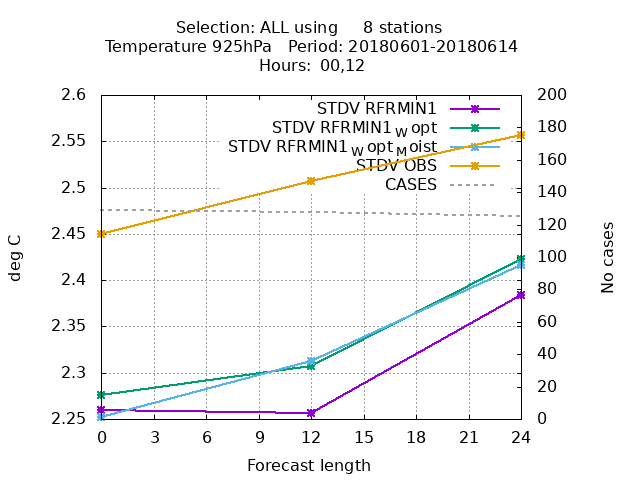 Selection: ALL using 8 stations
Temperature 925hPa Period: 20180601-20180614
Hours: 00,12
2.6
2.55
2.5
2.45
2.4
2.35
2.3
2.25
deg C
STDV RFRMIN1
STDV RFRMIN1 W opt
STDV RFRMIN1 W opt M oist
STDV OBS
CASES
200
180
160
140
120
100
80
60
40
20
0
No cases
0 3 6 9 12 15 18 21 24
Forecast length